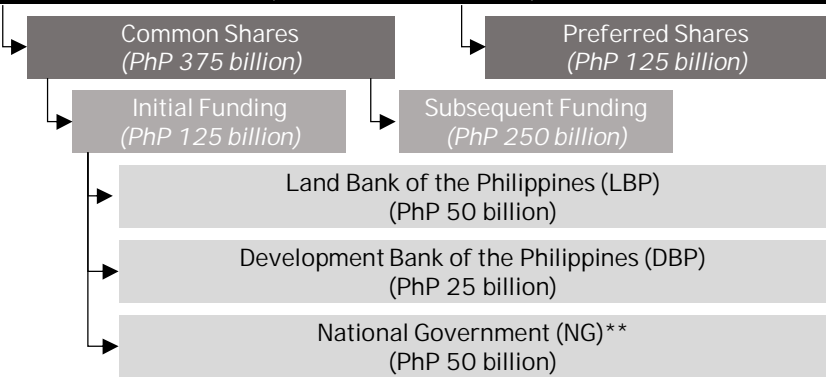 Common Shares
(PhP 375 billion)
Preferred Shares
(PhP 125 billion)
Initial Funding
(PhP 125 billion)
Subsequent Funding
(PhP 250 billion)
Land Bank of the Philippines (LBP)
(PhP 50 billion)
Development Bank of the Philippines (DBP)
(PhP 25 billion)
National Government (NG)**
(PhP 50 billion)